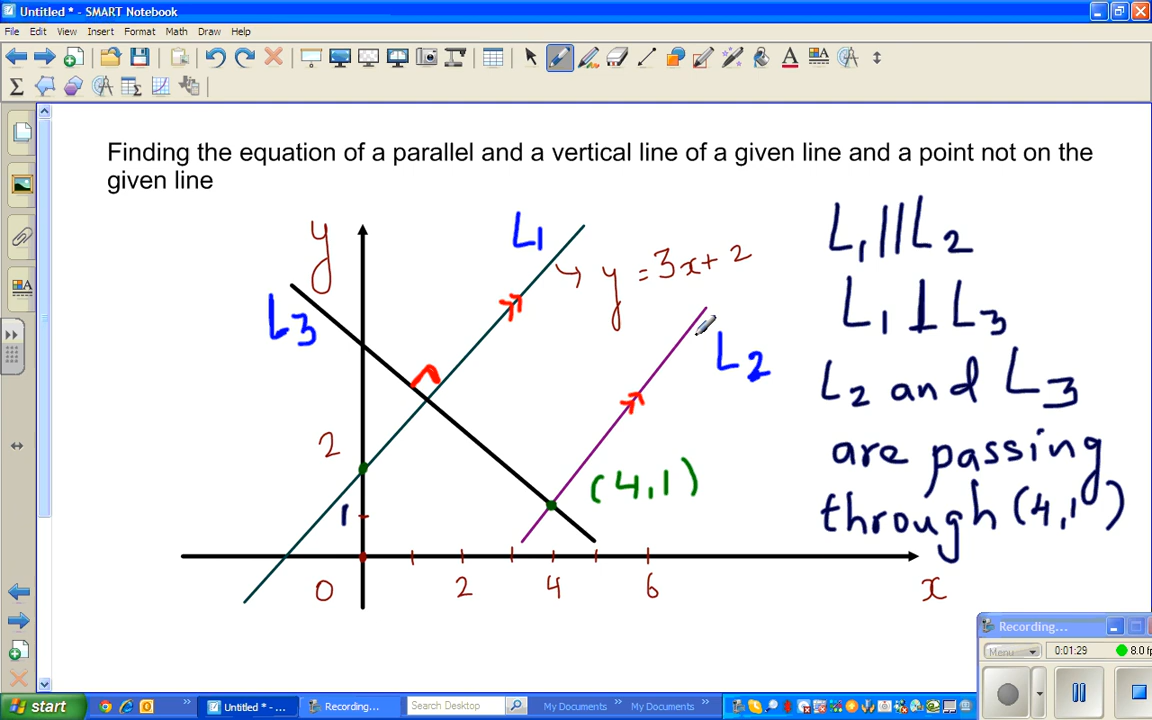 Untitled * - SMART Notebook
File Edit View Insert Format Math Draw Help
Finding the equation of a parallel and a vertical line of a given line and a point not on the
given line
y
L1
y = 3x + 2
L3
L2
2
(4,1)
1
0 2 4 6 x
L1 || L2
L1 ⊥ L3
L2 and L3
are passing
through (4,1)
Recording...
Menu 0:01:29 8.0 f
start Untitled * - ... Recording... Search Desktop My Documents My Documents